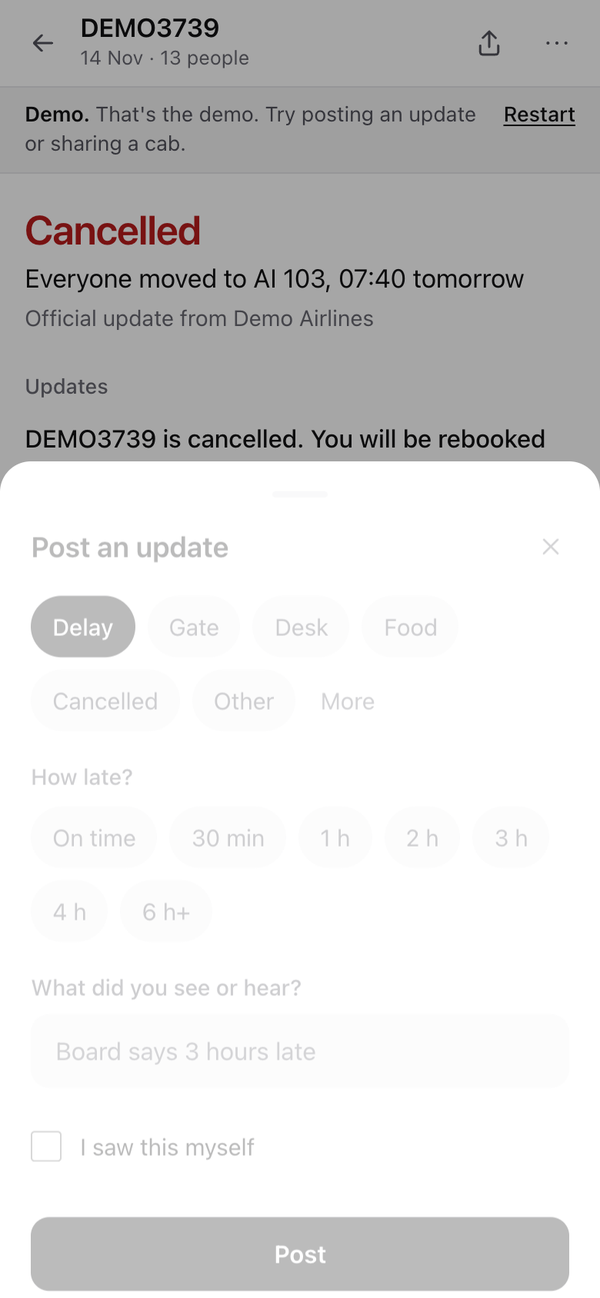 DEMO3739
14 Nov · 13 people
Demo. That's the demo. Try posting an update
or sharing a cab.
Restart
Cancelled
Everyone moved to AI 103, 07:40 tomorrow
Official update from Demo Airlines
Updates
DEMO3739 is cancelled. You will be rebooked
Post an update
Delay Gate Desk Food
Cancelled Other More
How late?
On time 30 min 1 h 2 h 3 h
4 h 6 h+
What did you see or hear?
Board says 3 hours late
I saw this myself
Post